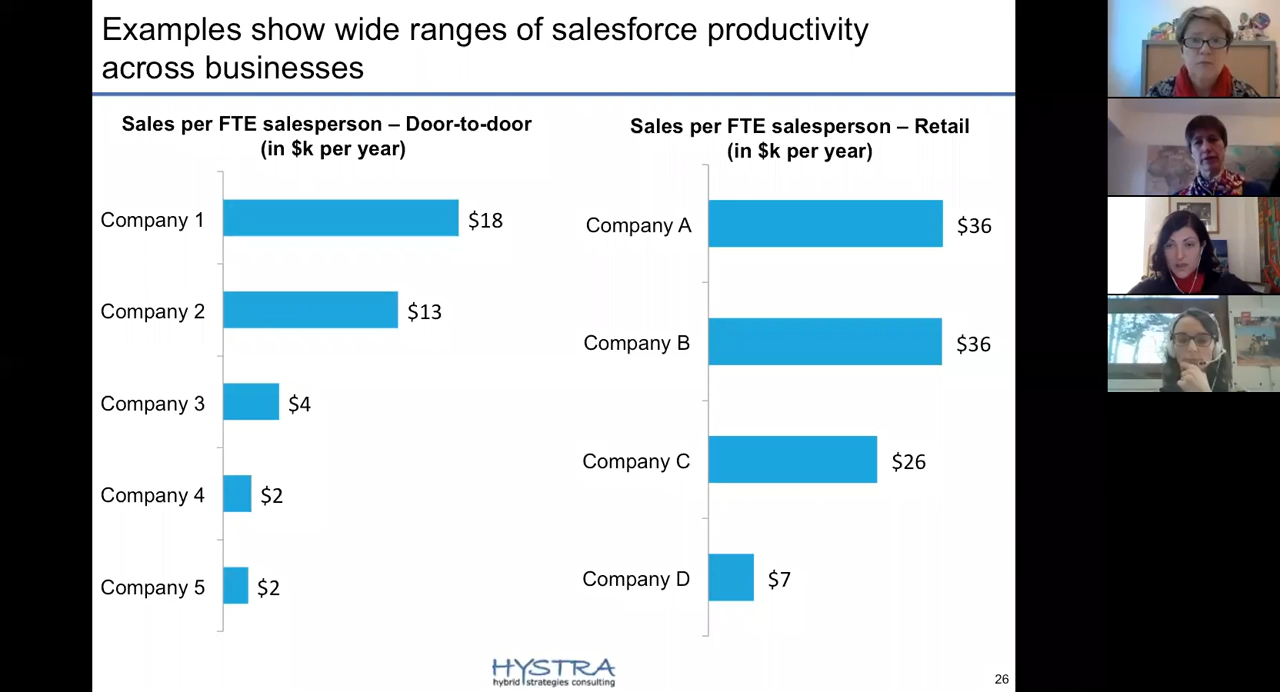 Examples show wide ranges of salesforce productivity
across businesses
Sales per FTE salesperson – Door-to-door
(in $k per year)
Company 1
$18
Company 2
$13
Company 3
$4
Company 4
$2
Company 5
$2
Sales per FTE salesperson – Retail
(in $k per year)
Company A
$36
Company B
$36
Company C
$26
Company D
$7
HYSTRA
hybrid strategies consulting
26